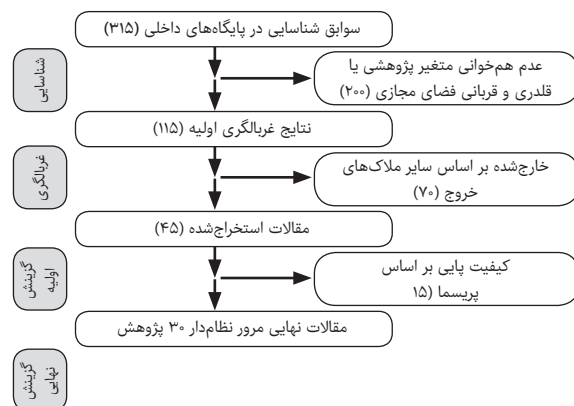 سوابق شناسایی در پایگاه‌های داخلی (۳۱۵)
شناسایی
عدم هم‌خوانی متغیر پژوهشی یا
قلدری و قربانی فضای مجازی (۲۰۰)
نتایج غربالگری اولیه (۱۱۵)
غربالگری
خارج‌شده بر اساس سایر ملاک‌های
خروج (۷۰)
مقالات استخراج‌شده (۴۵)
گزینش
اولیه
کیفیت پایی بر اساس
پریسما (۱۵
مقالات نهایی مرور نظام‌دار ۳۰ پژوهش
گزینش
نهایی